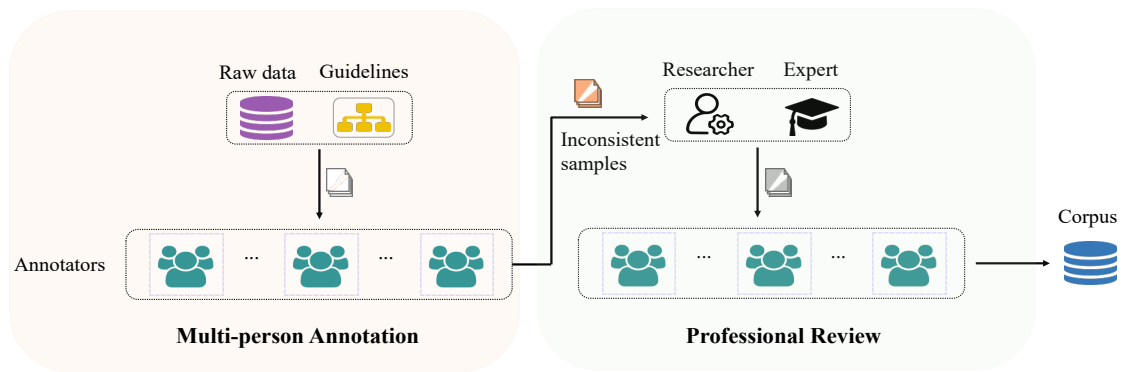 Raw data
Guidelines
Annotators
...
...
Multi-person Annotation
Inconsistent
samples
Researcher
Expert
...
...
Professional Review
Corpus